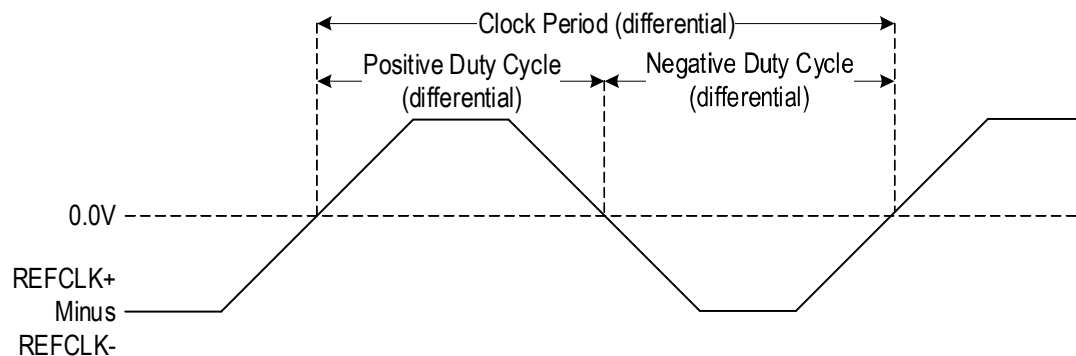 Clock Period (differential)
Positive Duty Cycle
(differential)
Negative Duty Cycle
(differential)
0.0V
REFCLK+
Minus
REFCLK-